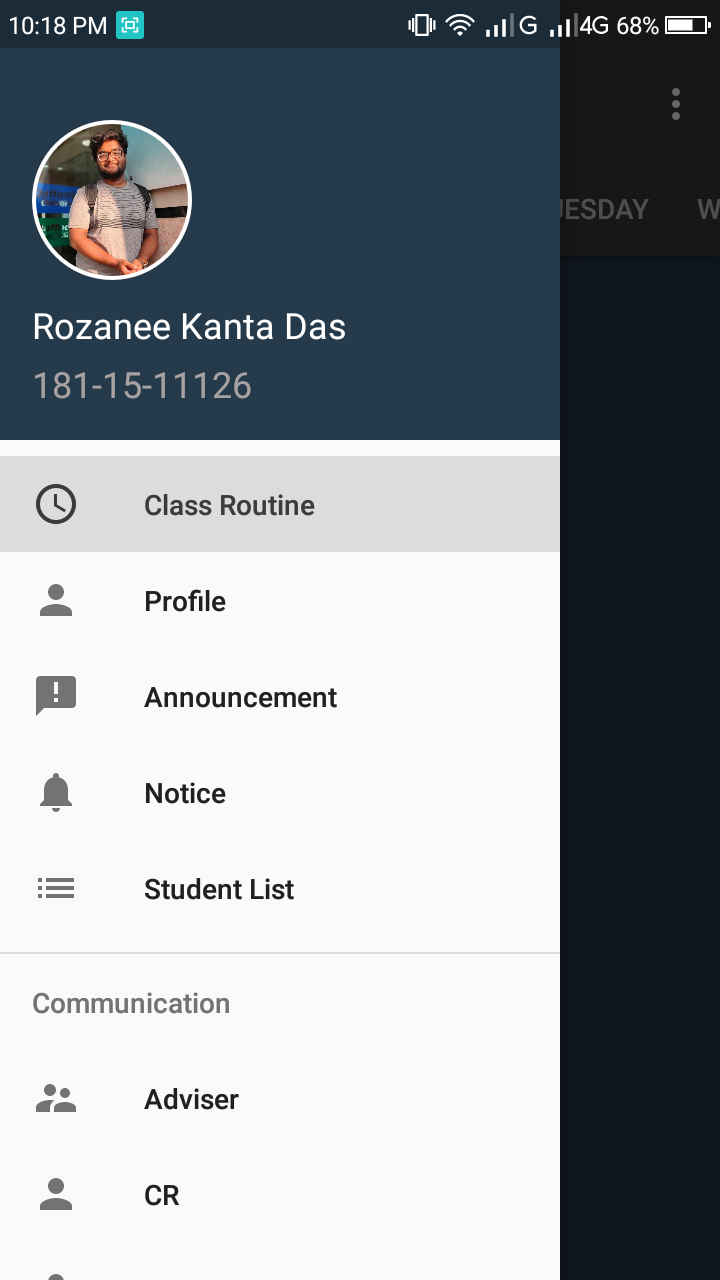 10:18 PM G 4G 68%
UESDAY W
Rozanee Kanta Das
181-15-11126
Class Routine
Profile
Announcement
Notice
Student List
Communication
Adviser
CR